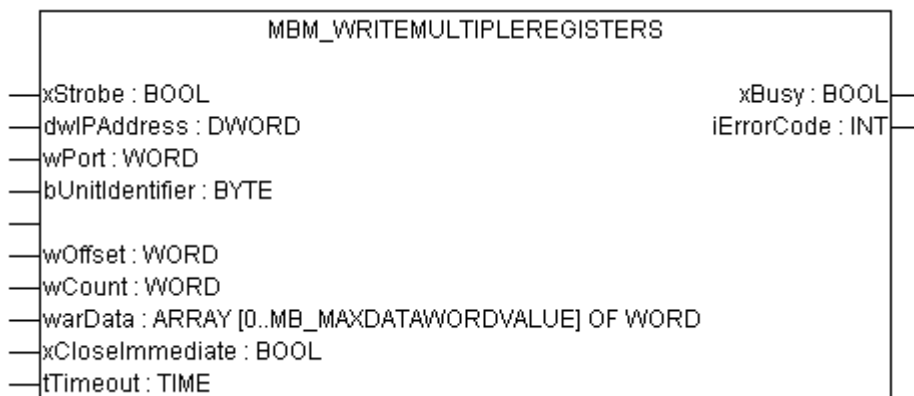 MBM_WRITEMULTIPLEREGISTERS
xStrobe : BOOL xBusy : BOOL
dwIPAddress : DWORD iErrorCode : INT
wPort : WORD
bUnitIdentifier : BYTE
wOffset : WORD
wCount : WORD
warData : ARRAY [0..MB_MAXDATAWORDVALUE] OF WORD
xCloseImmediate : BOOL
tTimeout : TIME